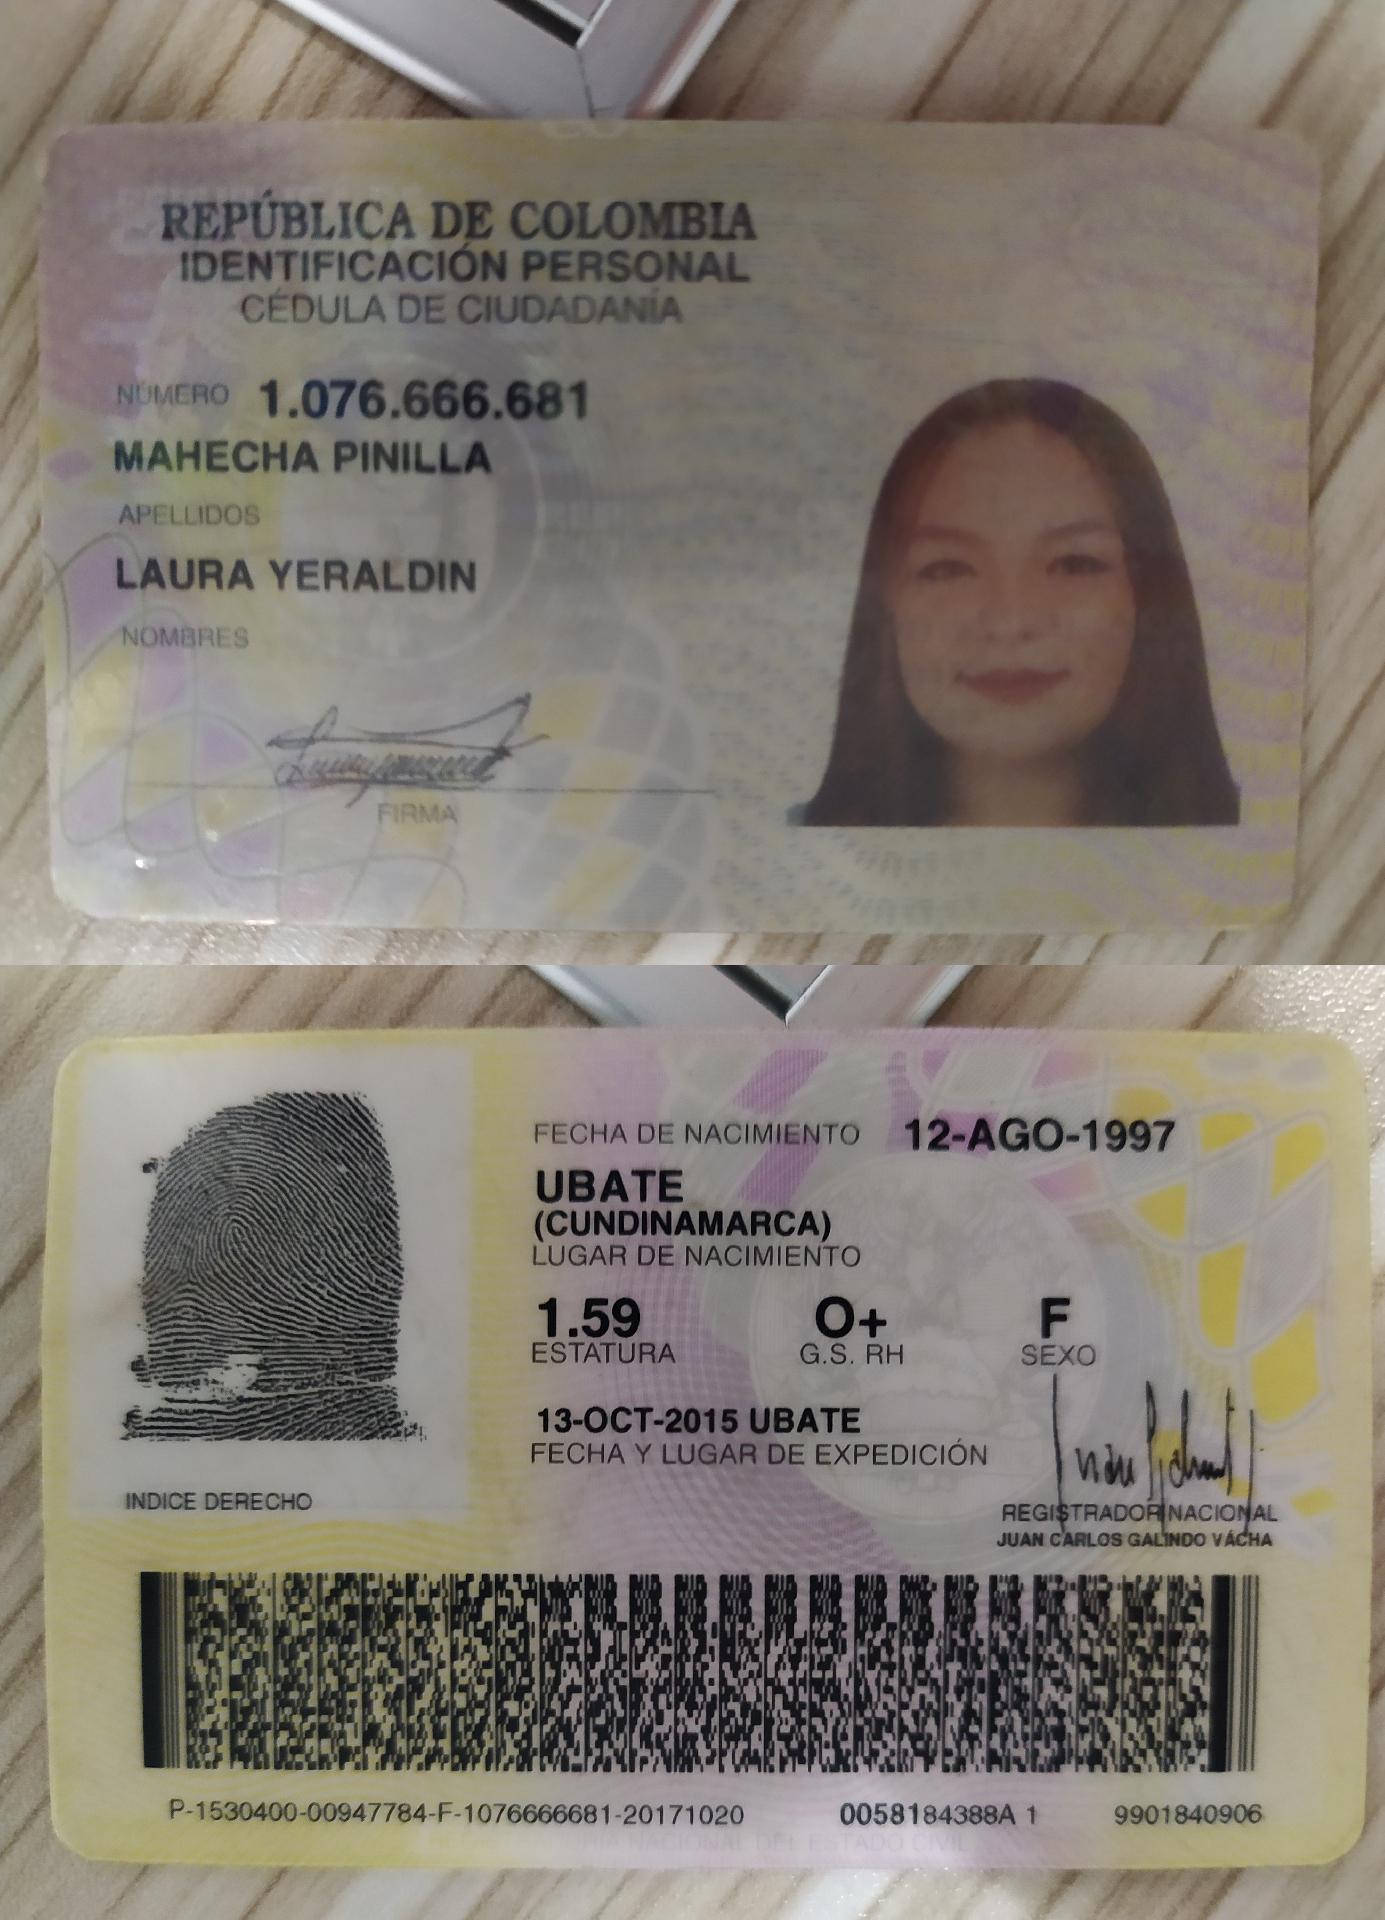 REPÚBLICA DE COLOMBIA
IDENTIFICACIÓN PERSONAL
CÉDULA DE CIUDADANÍA
NÚMERO 1.076.666.681
MAHECHA PINILLA
APELLIDOS
LAURA YERALDIN
NOMBRES
FIRMA
FECHA DE NACIMIENTO 12-AGO-1997
UBATE
(CUNDINAMARCA)
LUGAR DE NACIMIENTO
1.59 O+ F
ESTATURA G.S. RH SEXO
13-OCT-2015 UBATE
FECHA Y LUGAR DE EXPEDICIÓN
INDICE DERECHO
REGISTRADOR NACIONAL
JUAN CARLOS GALINDO VÁCHA
P-1530400-00947784-F-1076666681-20171020 0058184388A 1 9901840906